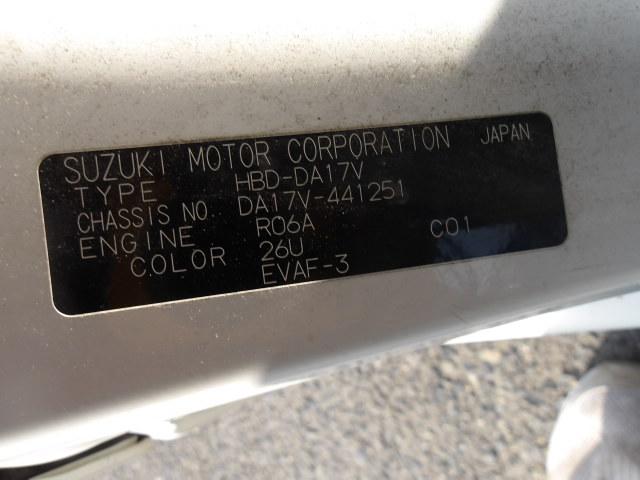 SUZUKI MOTOR CORPORATION JAPAN
TYPE HBD-DA17V
CHASSIS NO. DA17V-441251
ENGINE R06A C01
COLOR 26U
EVAF-3